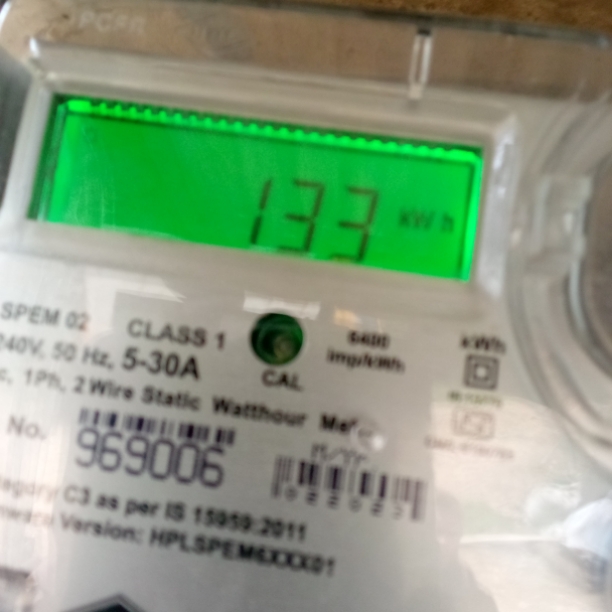 133 kWh
SPEM 02 CLASS 1 6400 kWh
240V, 50 Hz, 5-30A imp/kWh
CAL
1Ph, 2 Wire Static Watthour
No. 969006
022023
C3 as per IS 15959:2011
Version: HPLSPEM6XXX01